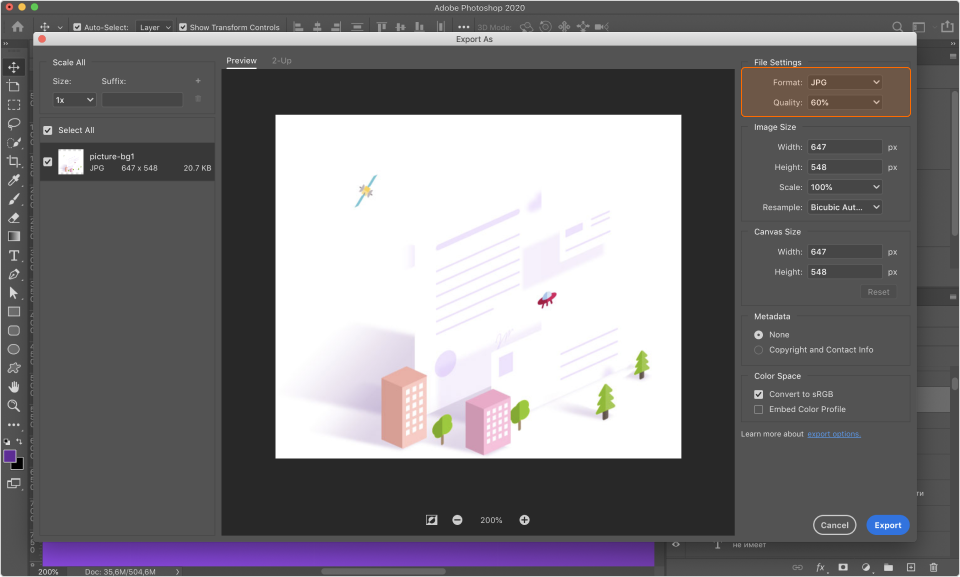 Adobe Photoshop 2020
Auto-Select: Layer Show Transform Controls 3D Mode:
Export As
Scale All
Size: Suffix:
1x
Select All
picture-bg1
JPG 647 x 548 20.7 KB
Preview 2-Up
200%
File Settings
Format: JPG
Quality: 60%
Image Size
Width: 647 px
Height: 548 px
Scale: 100%
Resample: Bicubic Aut...
Canvas Size
Width: 647 px
Height: 548 px
Reset
Metadata
None
Copyright and Contact Info
Color Space
Convert to sRGB
Embed Color Profile
Learn more about export options.
Cancel Export
ти
не имеет
200% Doc: 35,6M/504,6M
fx